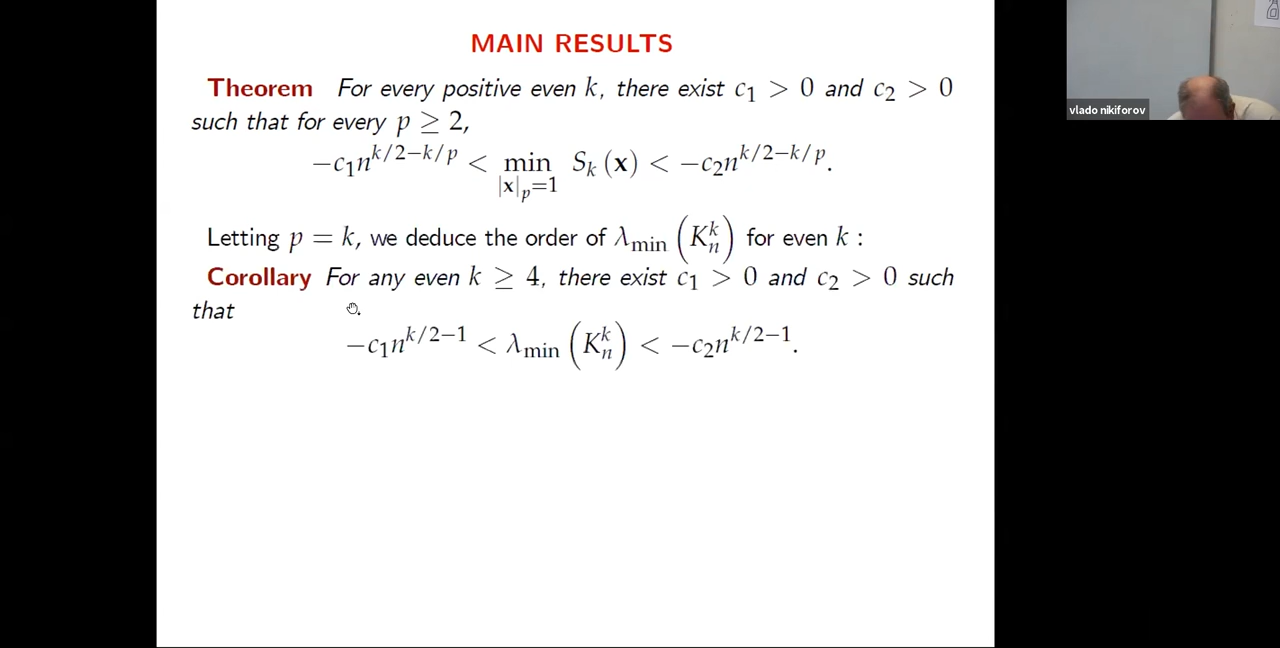 MAIN RESULTS
Theorem For every positive even k, there exist c₁ > 0 and c₂ > 0
such that for every p ≥ 2,
−c₁n^{k/2−k/p} < min_{|x|_p=1} S_k (x) < −c₂n^{k/2−k/p}.
Letting p = k, we deduce the order of λ_min (K_n^k) for even k :
Corollary For any even k ≥ 4, there exist c₁ > 0 and c₂ > 0 such
that
−c₁n^{k/2−1} < λ_min (K_n^k) < −c₂n^{k/2−1}.
vlado nikiforov